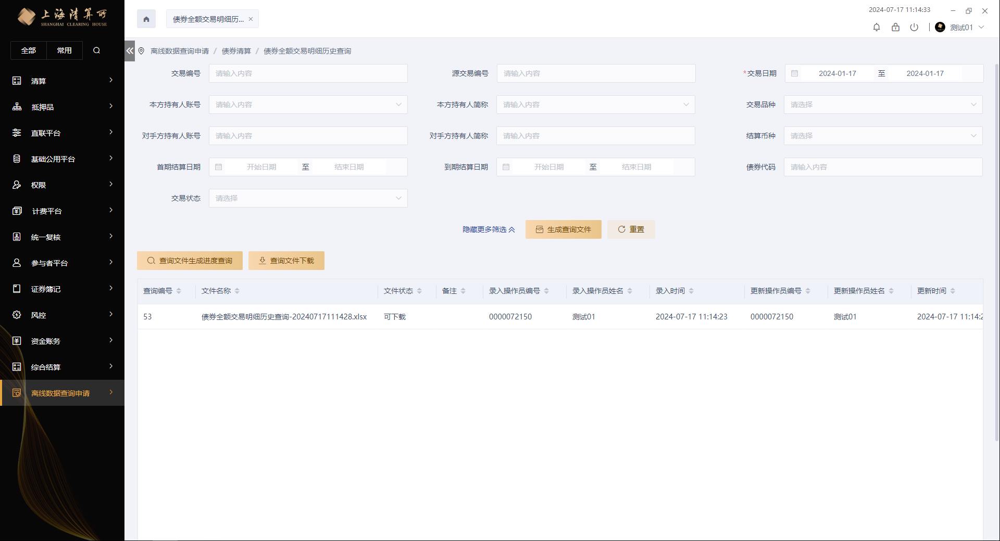 上海清算所
SHANGHAI CLEARING HOUSE
全部 常用
清算
抵押品
直联平台
基础公用平台
权限
计费平台
统一复核
参与者平台
证券簿记
风控
资金账务
综合结算
离线数据查询申请
债券全额交易明细历...
2024-07-17 11:14:33
测试01
离线数据查询申请 / 债券清算 / 债券全额交易明细历史查询
交易编号 请输入内容 源交易编号 请输入内容 *交易日期 2024-01-17 至 2024-01-17
本方持有人账号 请输入内容 本方持有人简称 请输入内容 交易品种 请选择
对手方持有人账号 请输入内容 对手方持有人简称 请输入内容 结算币种 请选择
首期结算日期 开始日期 至 结束日期 到期结算日期 开始日期 至 结束日期 债券代码 请输入内容
交易状态 请选择
隐藏更多筛选 生成查询文件 重置
查询文件生成进度查询 查询文件下载
查询编号 文件名称 文件状态 备注 录入操作员编号 录入操作员姓名 录入时间 更新操作员编号 更新操作员姓名 更新时间
53 债券全额交易明细历史查询-20240717111428.xlsx 可下载 0000072150 测试01 2024-07-17 11:14:23 0000072150 测试01 2024-07-17 11:14:2